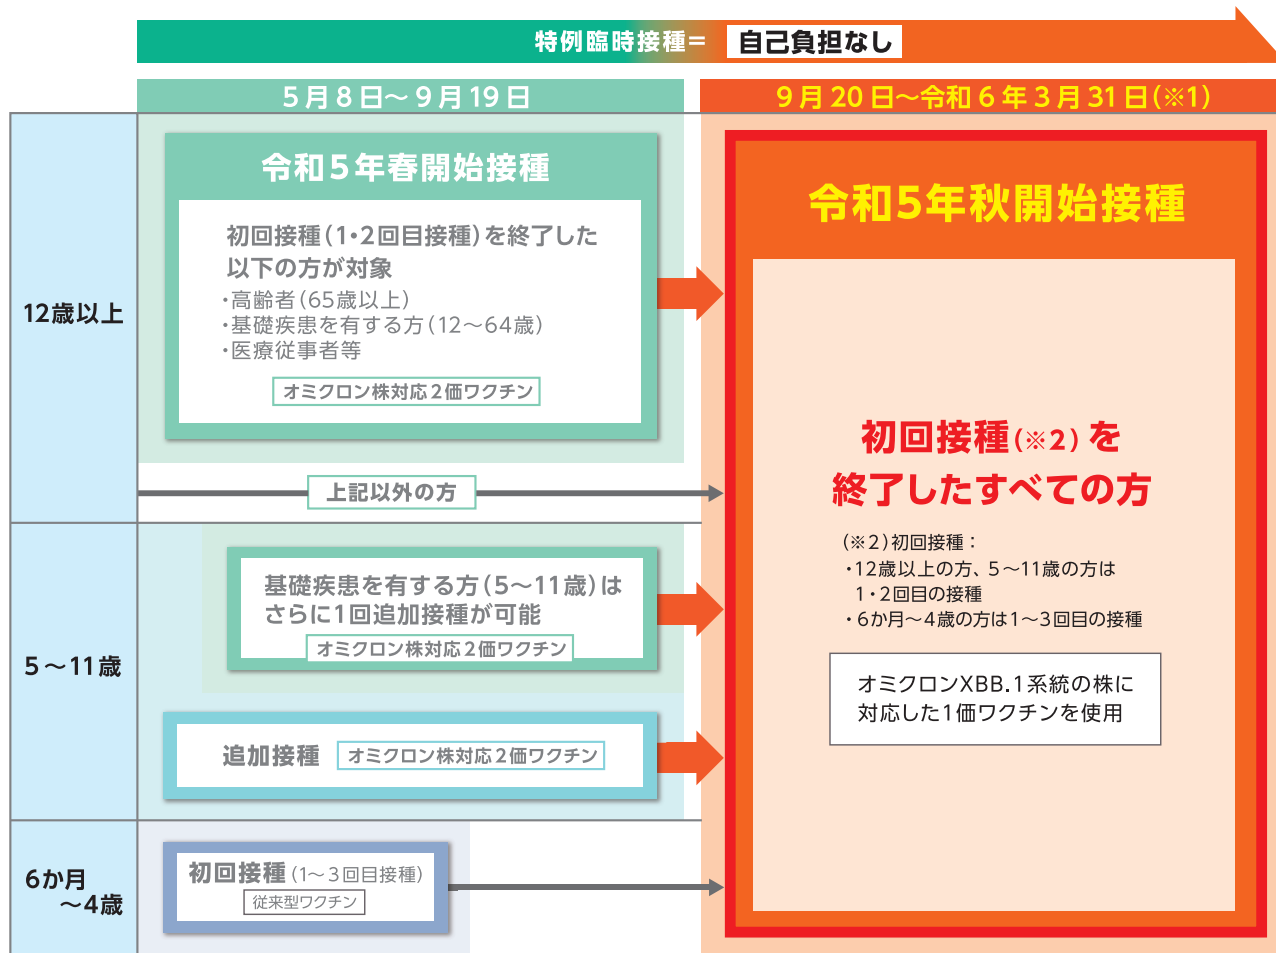 特例臨時接種＝ 自己負担なし
5月8日～9月19日
9月20日～令和6年3月31日(※1)
12歳以上
令和5年春開始接種
初回接種(1・2回目接種)を終了した
以下の方が対象
・高齢者(65歳以上)
・基礎疾患を有する方(12～64歳)
・医療従事者等
オミクロン株対応2価ワクチン
上記以外の方
5～11歳
基礎疾患を有する方(5～11歳)は
さらに1回追加接種が可能
オミクロン株対応2価ワクチン
追加接種 オミクロン株対応2価ワクチン
6か月
～4歳
初回接種(1～3回目接種)
従来型ワクチン
令和5年秋開始接種
初回接種(※2)を
終了したすべての方
(※2)初回接種：
・12歳以上の方、5～11歳の方は
1・2回目の接種
・6か月～4歳の方は1～3回目の接種
オミクロンXBB.1系統の株に
対応した1価ワクチンを使用